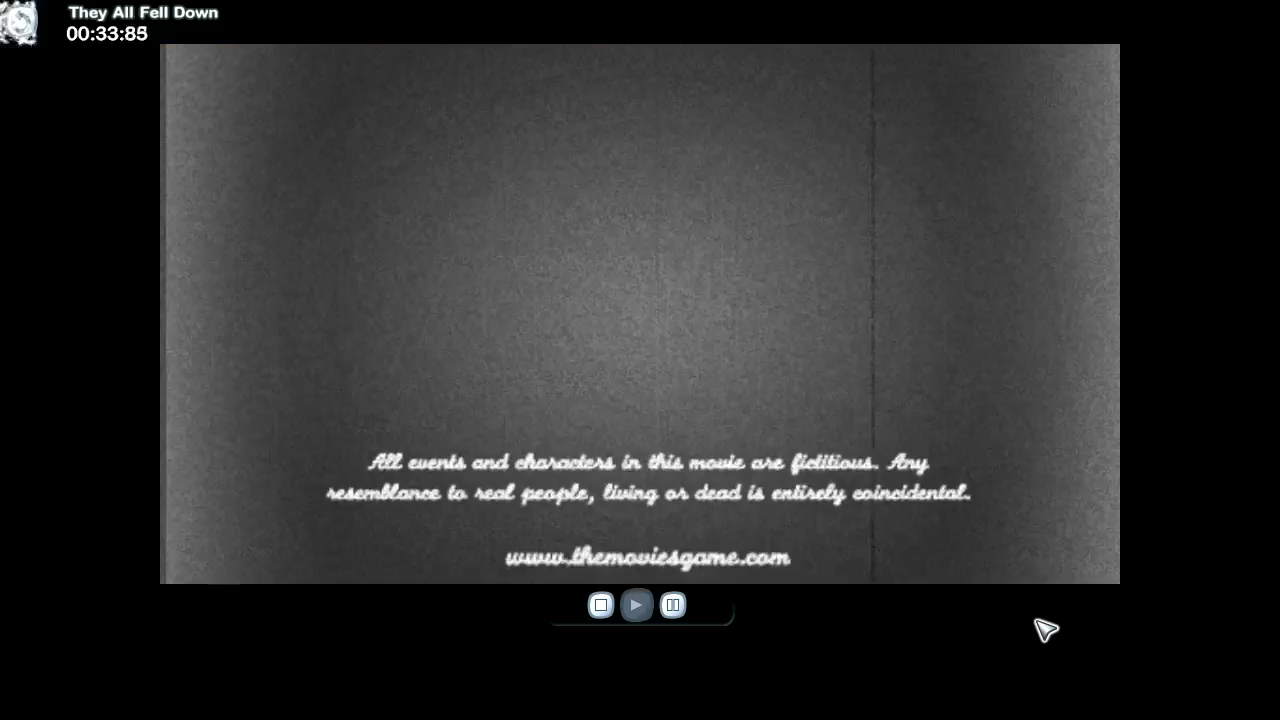 They All Fell Down
00:33:85
All events and characters in this movie are fictitious. Any
resemblance to real people, living or dead is entirely coincidental.
www.themoviesgame.com